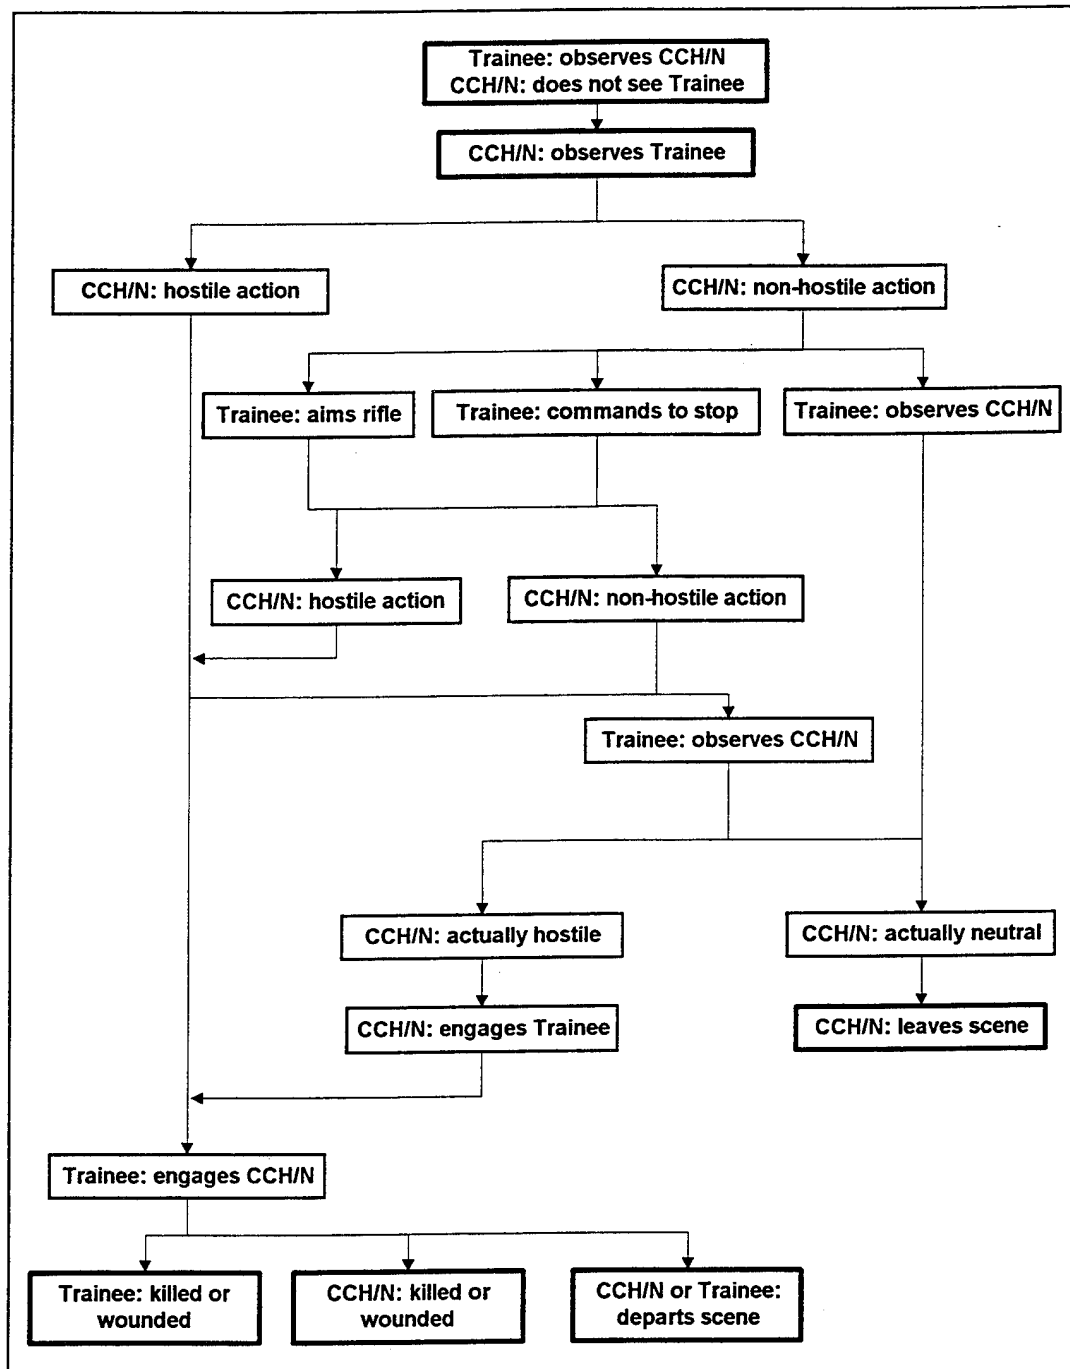 Trainee: observes CCH/N
CCH/N: does not see Trainee
CCH/N: observes Trainee
CCH/N: hostile action
CCH/N: non-hostile action
Trainee: aims rifle
Trainee: commands to stop
Trainee: observes CCH/N
CCH/N: hostile action
CCH/N: non-hostile action
Trainee: observes CCH/N
CCH/N: actually hostile
CCH/N: actually neutral
CCH/N: engages Trainee
CCH/N: leaves scene
Trainee: engages CCH/N
Trainee: killed or
wounded
CCH/N: killed or
wounded
CCH/N or Trainee:
departs scene